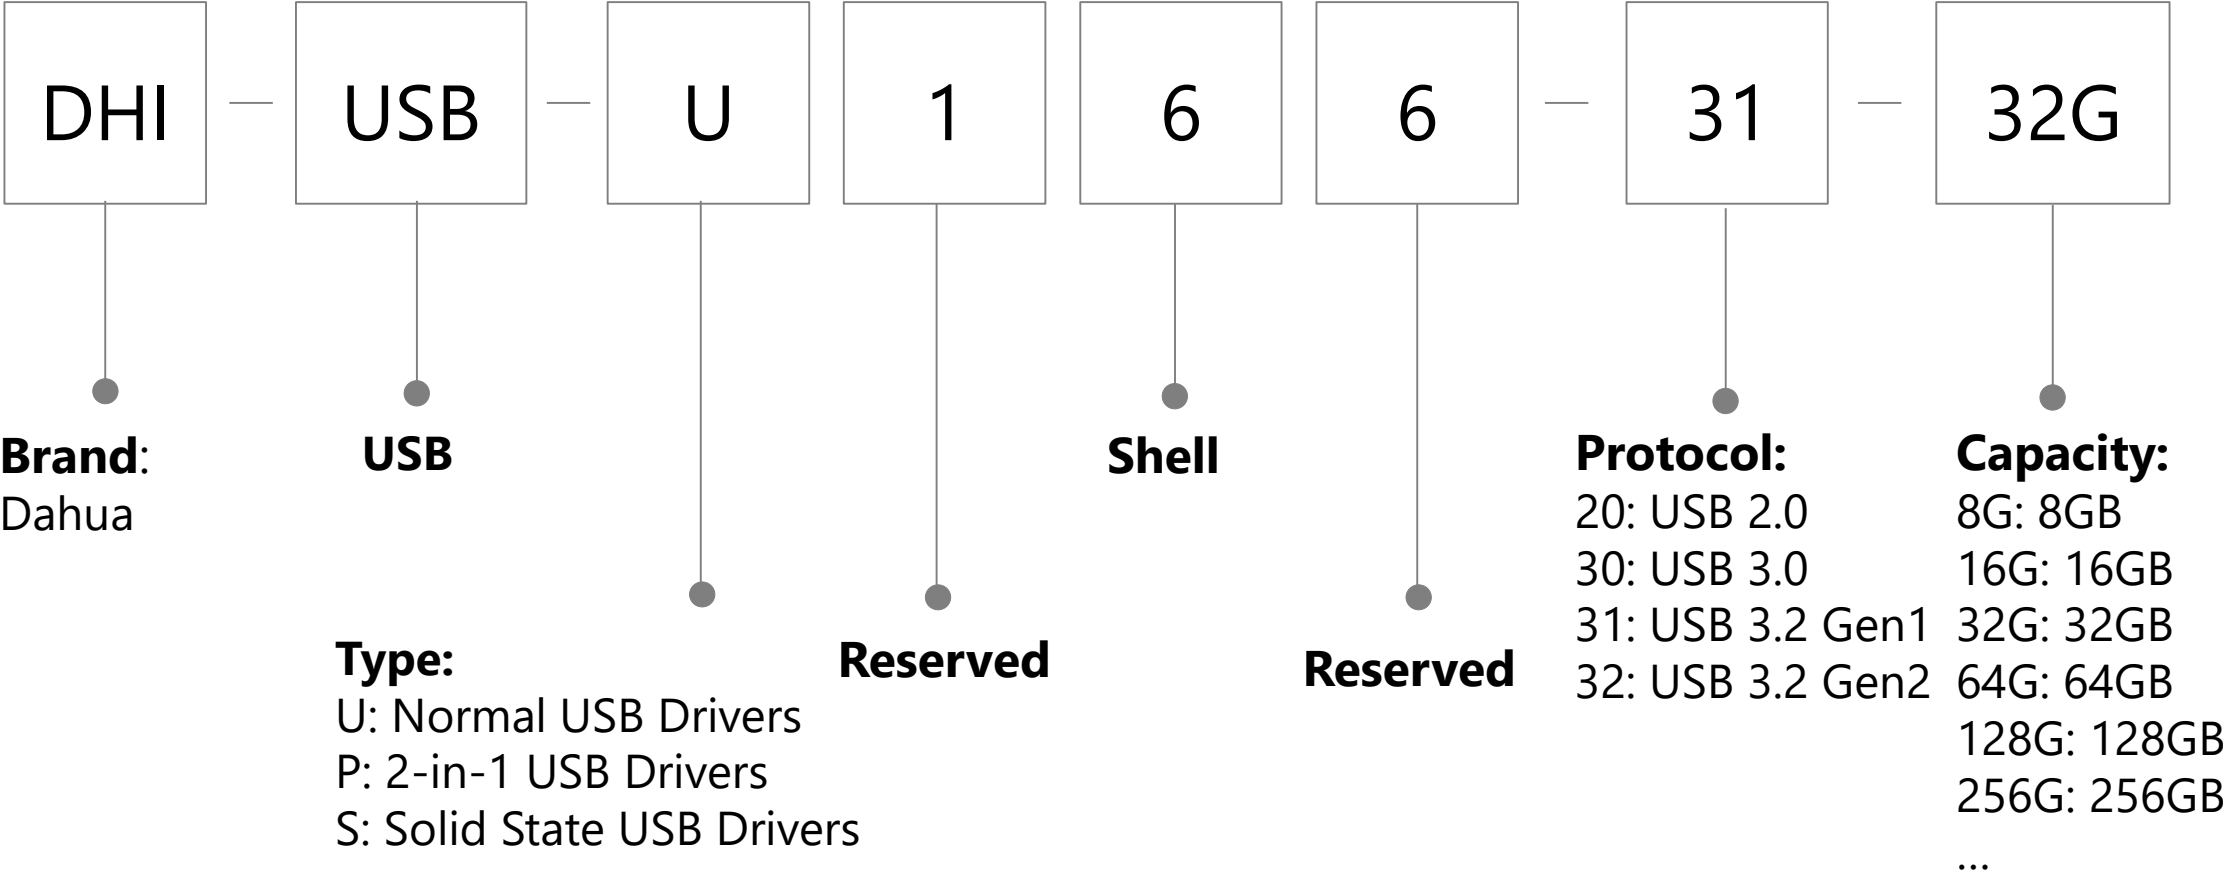 DHI — USB — U 1 6 6 — 31 — 32G
Brand:
Dahua
USB
Type:
U: Normal USB Drivers
P: 2-in-1 USB Drivers
S: Solid State USB Drivers
Reserved
Shell
Reserved
Protocol:
20: USB 2.0
30: USB 3.0
31: USB 3.2 Gen1
32: USB 3.2 Gen2
Capacity:
8G: 8GB
16G: 16GB
32G: 32GB
64G: 64GB
128G: 128GB
256G: 256GB
...